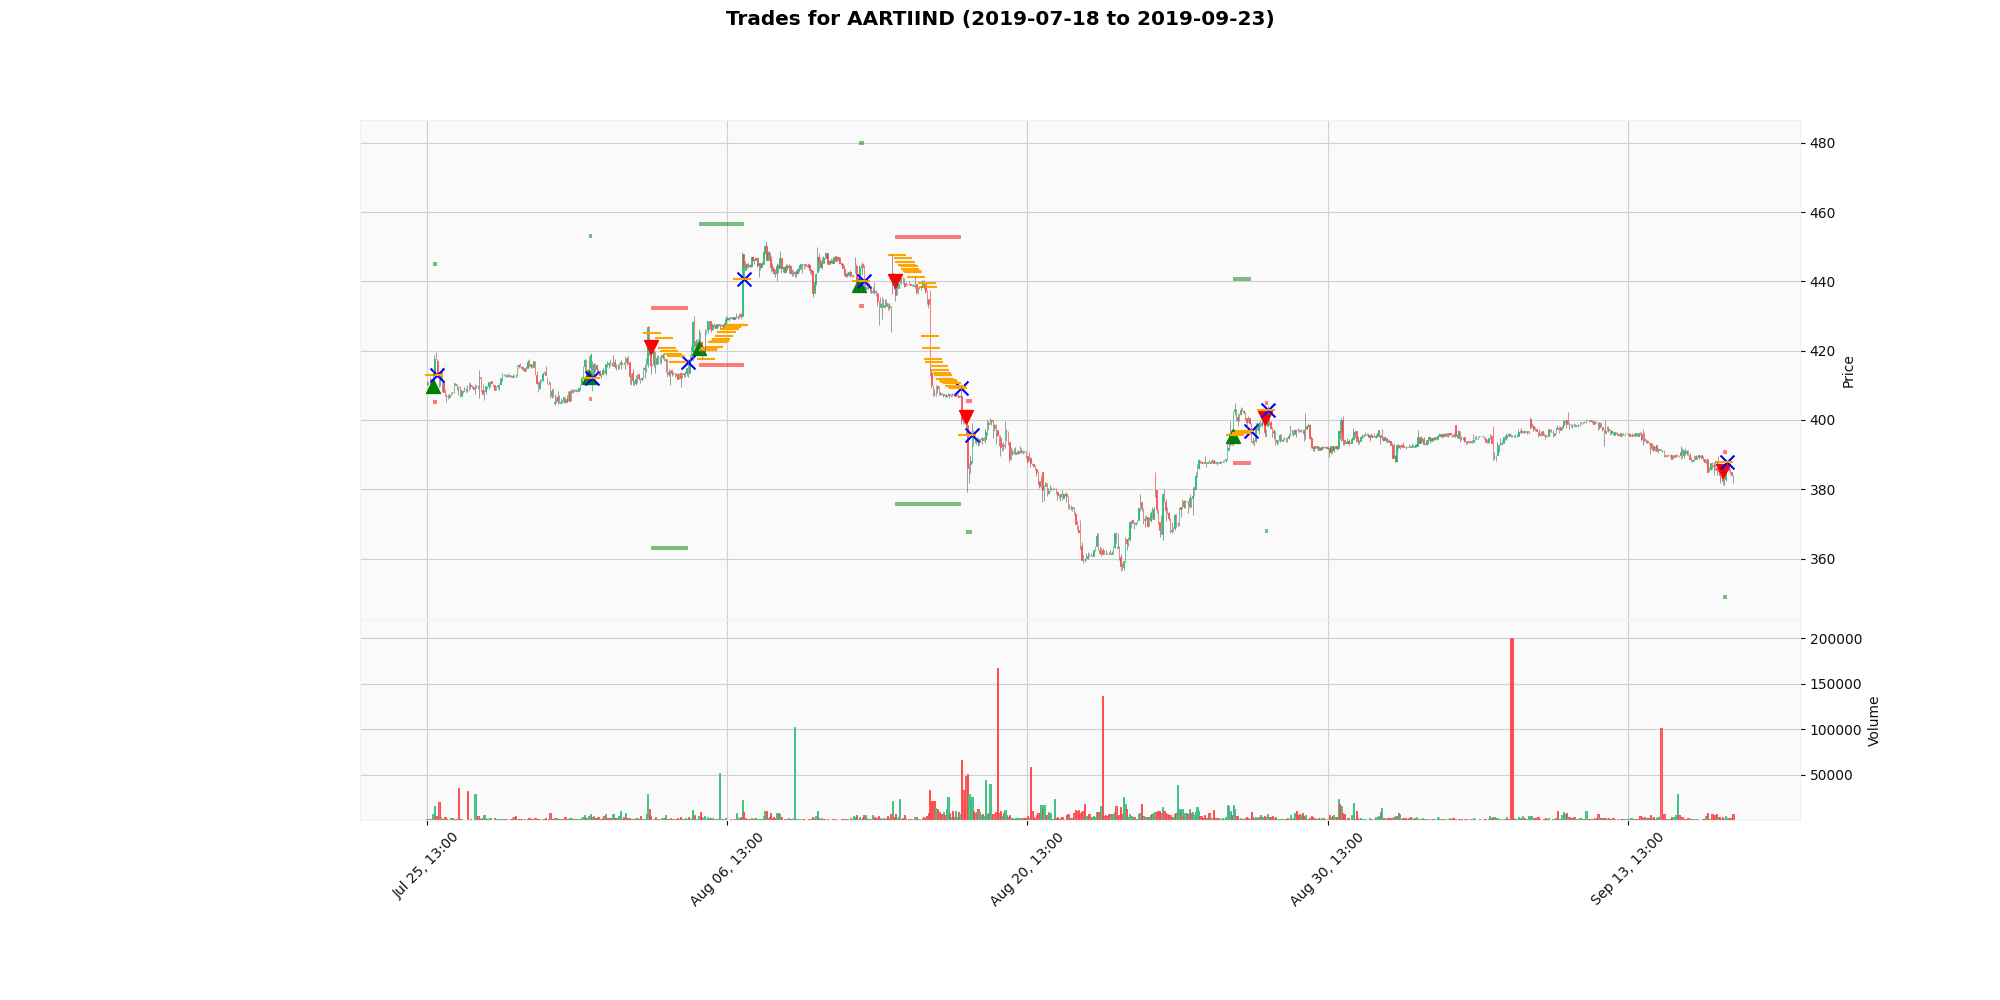 Trades for AARTIIND (2019-07-18 to 2019-09-23)
480
460
440
420
400
380
360
Price
200000
150000
100000
50000
Volume
Jul 25, 13:00
Aug 06, 13:00
Aug 20, 13:00
Aug 30, 13:00
Sep 13, 13:00